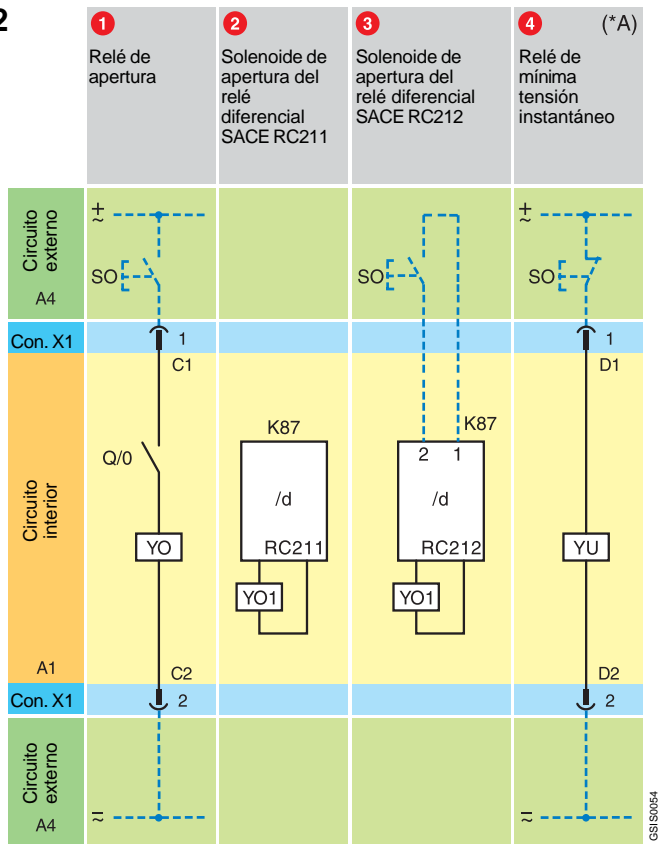 2
1
Relé de
apertura
2
Solenoide de
apertura del
relé
diferencial
SACE RC211
3
Solenoide de
apertura del
relé diferencial
SACE RC212
4
(*A)
Relé de
mínima
tensión
instantáneo
Circuito
externo
A4
SO
SO
SO
Con. X1
1
1
C1
D1
Circuito
interior
A1
Q/0
YO
K87
/d
RC211
YO1
K87
2 1
/d
RC212
YO1
YU
C2
D2
Con. X1
2
2
Circuito
externo
A4
GSIS0054